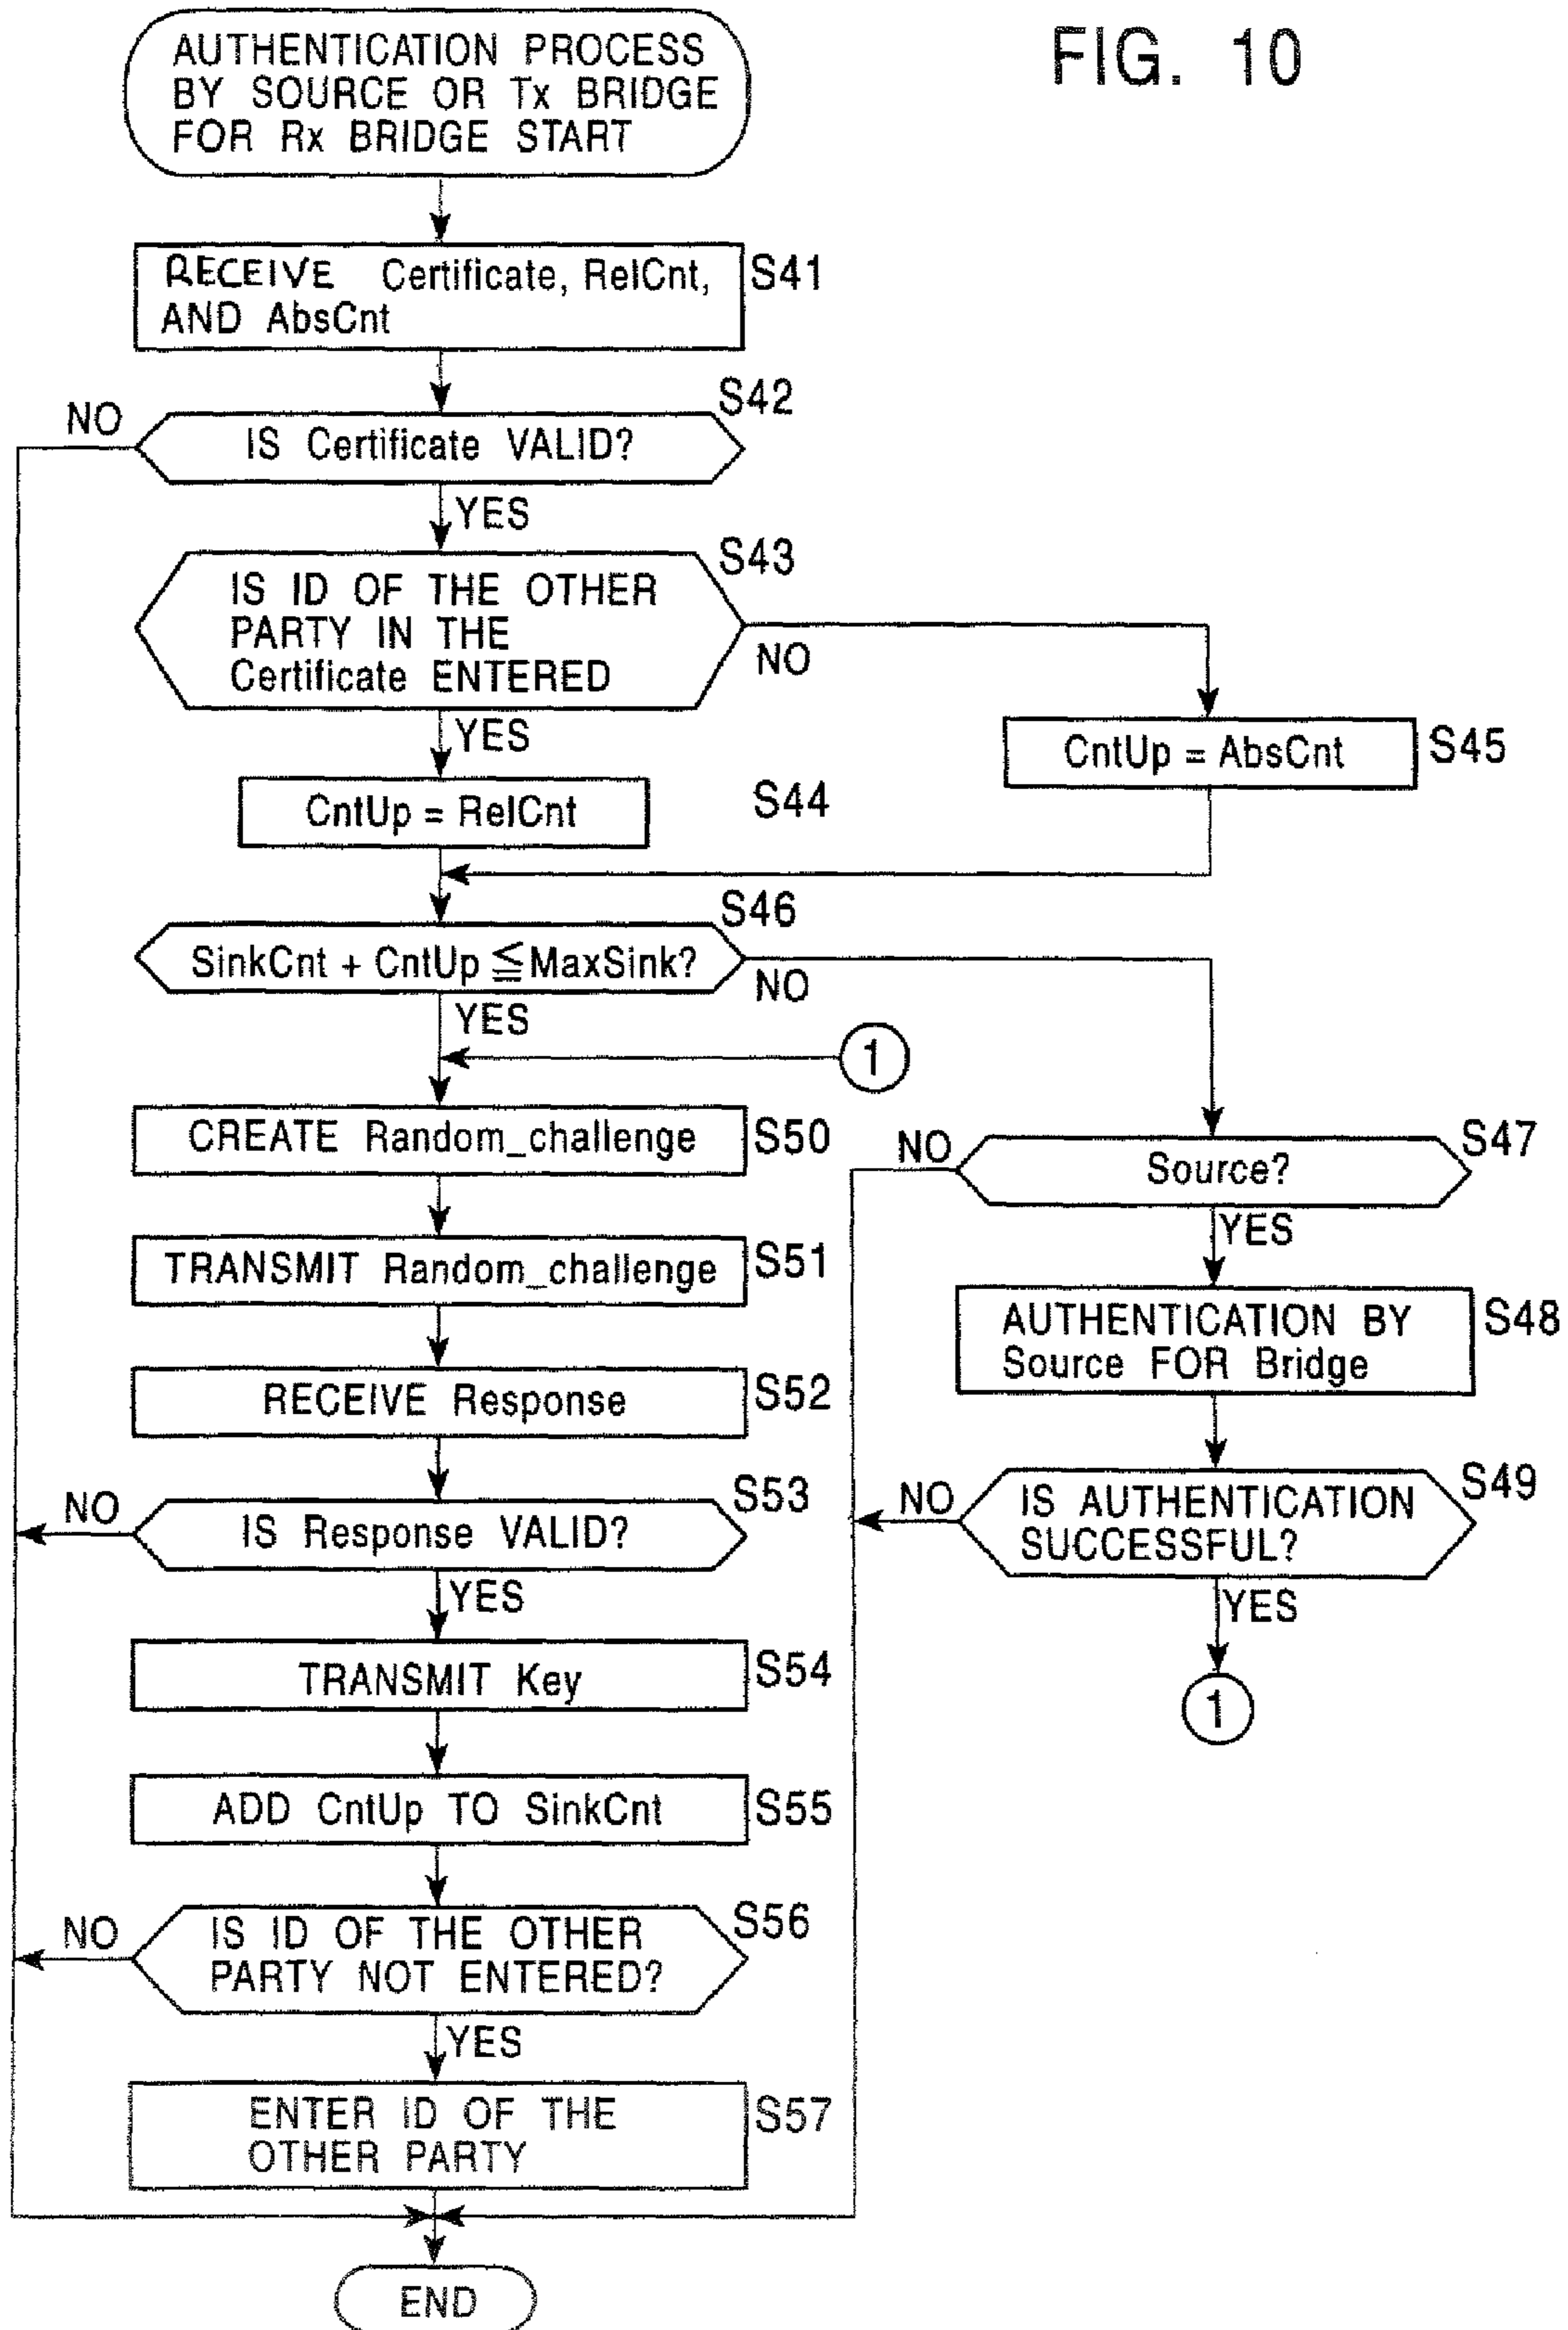 FIG. 10
AUTHENTICATION PROCESS
BY SOURCE OR Tx BRIDGE
FOR Rx BRIDGE START
RECEIVE Certificate, RelCnt,
AND AbsCnt
S41
S42
IS Certificate VALID?
NO
YES
S43
IS ID OF THE OTHER
PARTY IN THE
Certificate ENTERED
NO
YES
CntUp = RelCnt
S44
CntUp = AbsCnt
S45
S46
SinkCnt + CntUp ≦ MaxSink?
NO
YES
1
CREATE Random_challenge
S50
TRANSMIT Random_challenge
S51
RECEIVE Response
S52
S53
IS Response VALID?
NO
YES
TRANSMIT Key
S54
ADD CntUp TO SinkCnt
S55
S56
IS ID OF THE OTHER
PARTY NOT ENTERED?
NO
YES
ENTER ID OF THE
OTHER PARTY
S57
END
S47
Source?
NO
YES
AUTHENTICATION BY
Source FOR Bridge
S48
S49
IS AUTHENTICATION
SUCCESSFUL?
NO
YES
1